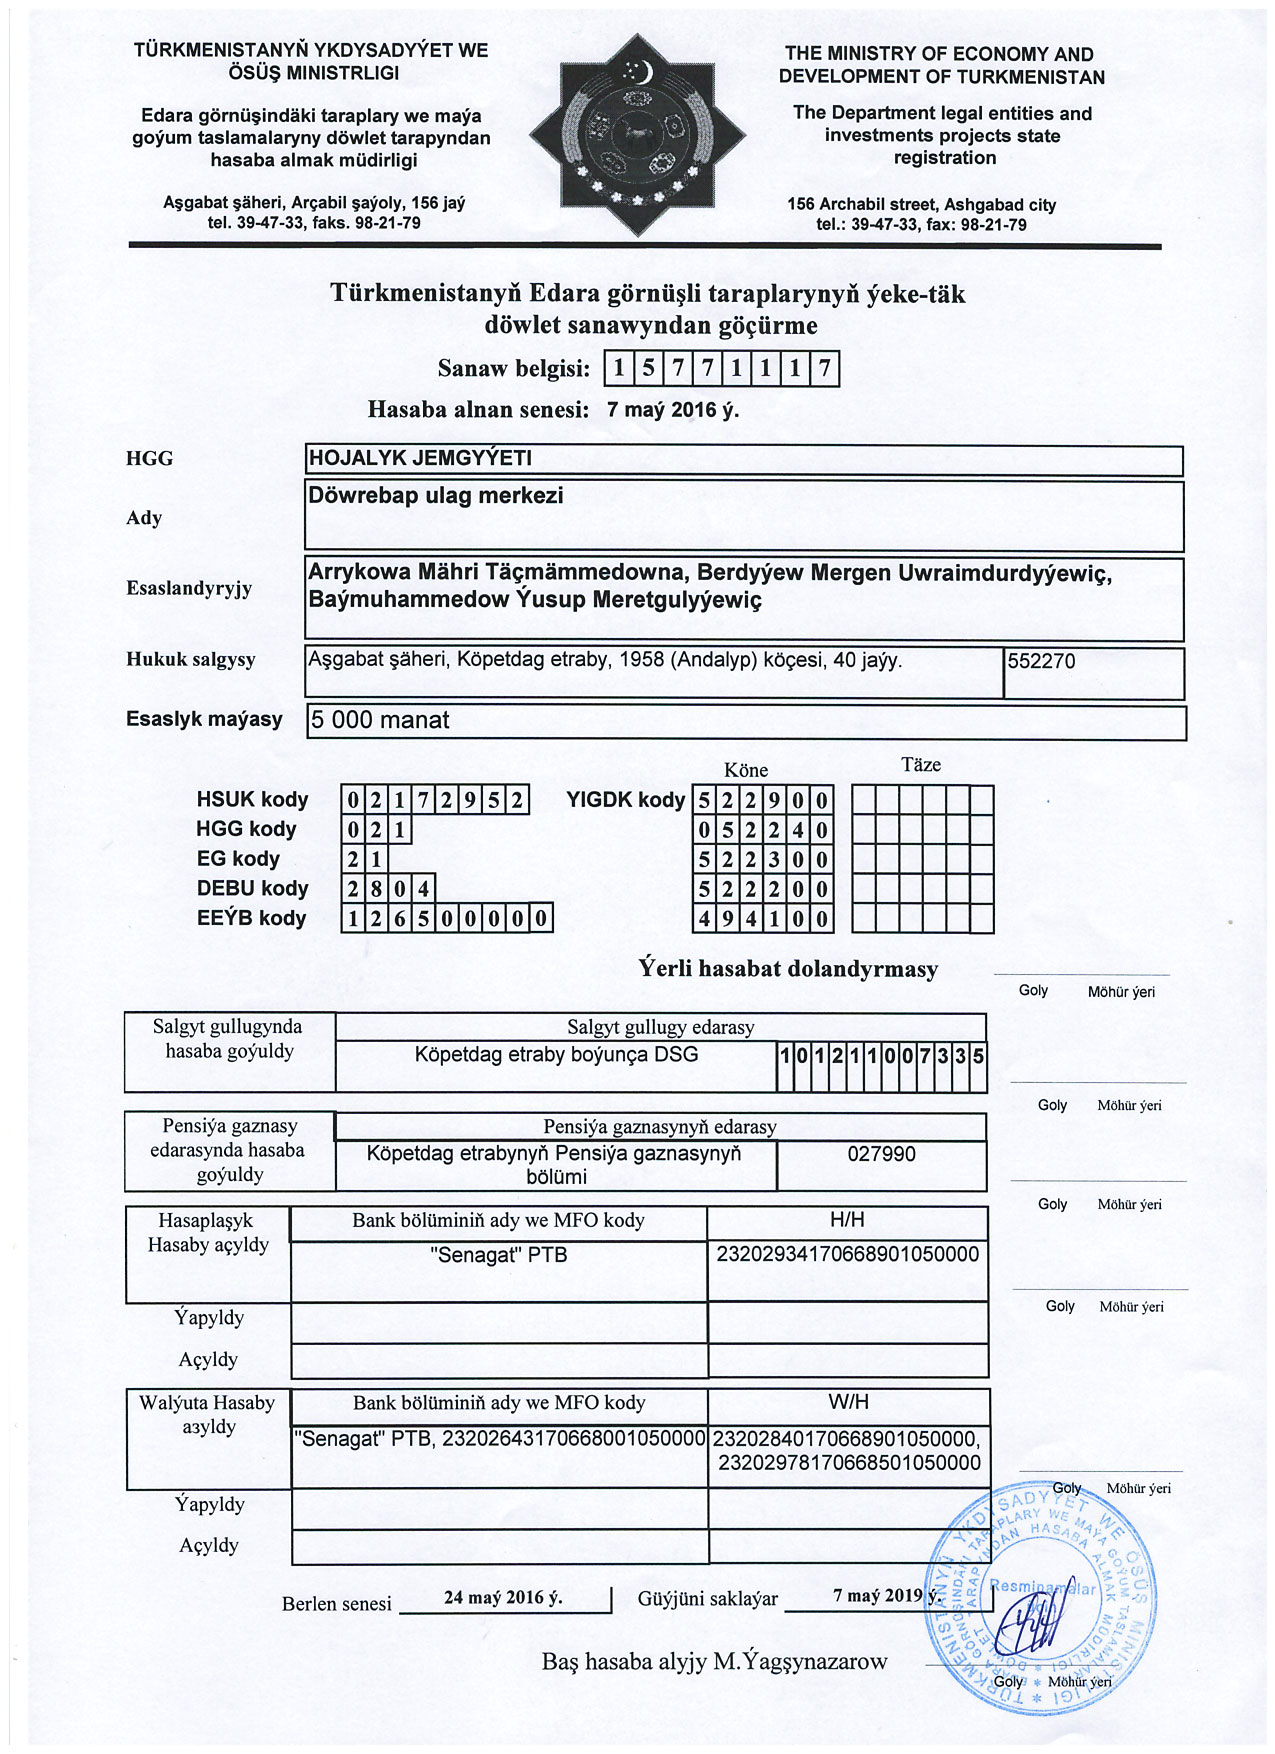 TÜRKMENISTANYŇ YKDYSADYÝET WE
ÖSÜŞ MINISTRLIGI
Edara görnüşindäki taraplary we maýa
goýum taslamalaryny döwlet tarapyndan
hasaba almak müdirligi
Aşgabat şäheri, Arçabil şaýoly, 156 jaý
tel. 39-47-33, faks. 98-21-79
THE MINISTRY OF ECONOMY AND
DEVELOPMENT OF TURKMENISTAN
The Department legal entities and
investments projects state
registration
156 Archabil street, Ashgabad city
tel.: 39-47-33, fax: 98-21-79
Türkmenistanyň Edara görnüşli taraplarynyň ýeke-täk
döwlet sanawyndan göçürme
Sanaw belgisi: 1 5 7 7 1 1 1 7
Hasaba alnan senesi: 7 maý 2016 ý.
HGG HOJALYK JEMGYÝETI
Ady Döwrebap ulag merkezi
Esaslandyryjy Arrykowa Mähri Täçmämmedowna, Berdyýew Mergen Uwraimdurdyýewiç,
Baýmuhammedow Ýusup Meretgulyýewiç
Hukuk salgysy Aşgabat şäheri, Köpetdag etraby, 1958 (Andalyp) köçesi, 40 jaýy. 552270
Esaslyk maýasy 5 000 manat
Köne Täze
HSUK kody 0 2 1 7 2 9 5 2 YIGDK kody 5 2 2 9 0 0
HGG kody 0 2 1 0 5 2 2 4 0
EG kody 2 1 5 2 2 3 0 0
DEBU kody 2 8 0 4 5 2 2 2 0 0
EEÝB kody 1 2 6 5 0 0 0 0 0 4 9 4 1 0 0
Ýerli hasabat dolandyrmasy
Goly Möhür ýeri
Salgyt gullugynda
hasaba goýuldy
Salgyt gullugy edarasy
Köpetdag etraby boýunça DSG 1 0 1 2 1 1 0 0 7 3 3 5
Goly Möhür ýeri
Pensiýa gaznasy
edarasynda hasaba
goýuldy
Pensiýa gaznasynyň edarasy
Köpetdag etrabynyň Pensiýa gaznasynyň
bölümi
027990
Goly Möhür ýeri
Hasaplaşyk
Hasaby açyldy
Bank bölüminiň ady we MFO kody H/H
"Senagat" PTB 23202934170668901050000
Goly Möhür ýeri
Ýapyldy
Açyldy
Walýuta Hasaby
азyldy
Bank bölüminiň ady we MFO kody W/H
"Senagat" PTB, 23202643170668001050000 23202840170668901050000,
23202978170668501050000
Goly Möhür ýeri
Ýapyldy
Açyldy
Berlen senesi 24 maý 2016 ý. Güýjüni saklaýar 7 maý 2019 ý.
Baş hasaba alyjy M.Ýagşynazarow
Goly Möhür ýeri
TÜRKMENISTANYŇ YKDYSADYÝET WE ÖSÜŞ MINISTRLIGI
EDARA GÖRNÜŞINDÄKI TARAPLARY WE MAÝA GOÝUM TASLAMALARYNY
DÖWLET TARAPYNDAN HASABA ALMAK MÜDIRLIGI
Resminamalar